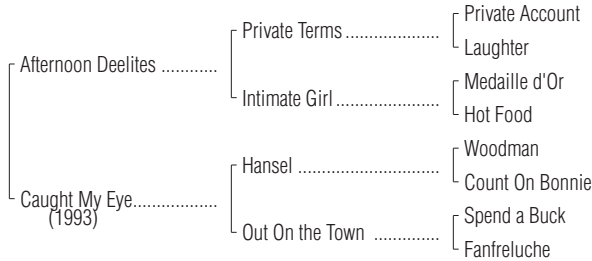 Private Account
Private Terms ....................
Laughter
Afternoon Deelites ............
Medaille d'Or
Intimate Girl ......................
Hot Food
Woodman
Hansel ..............................
Count On Bonnie
Caught My Eye..................
(1993)
Spend a Buck
Out On the Town ..............
Fanfreluche